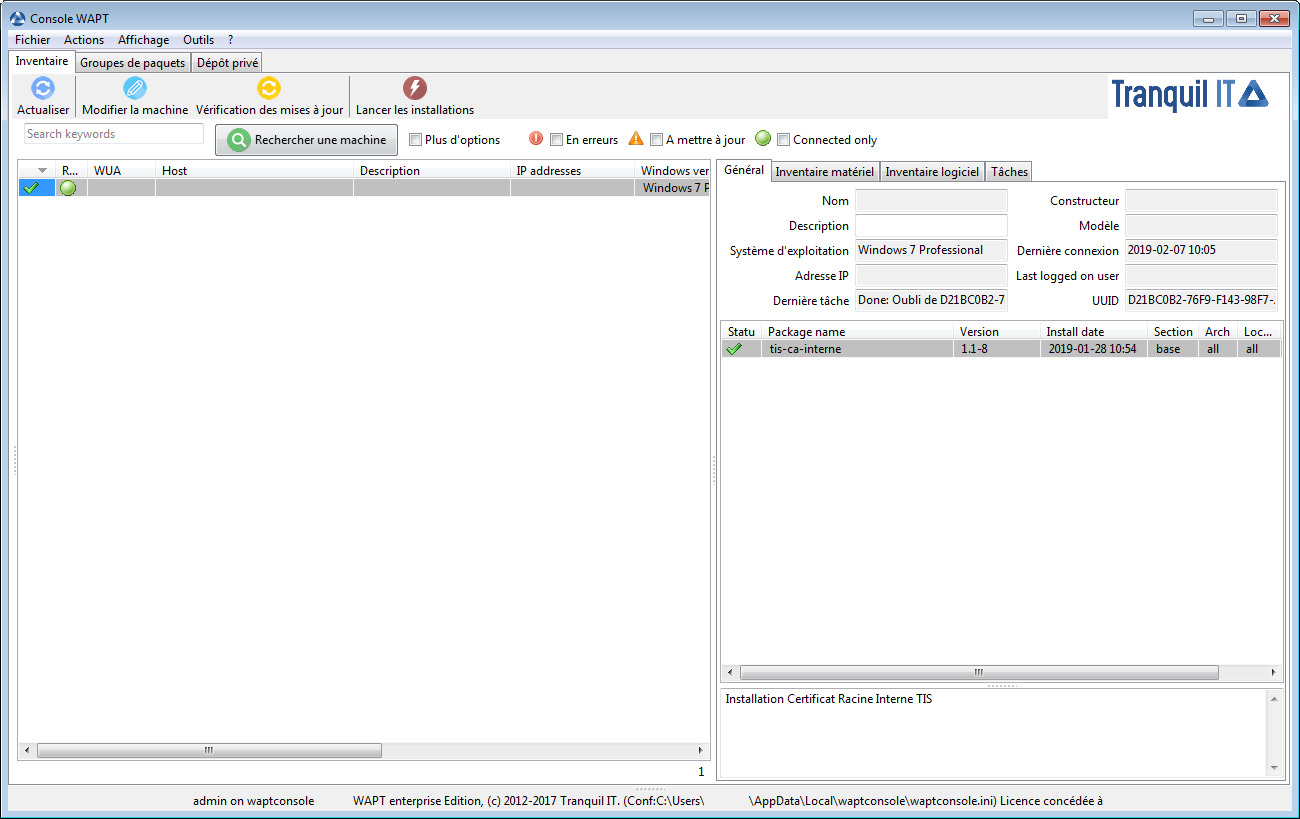 Console WAPT
Fichier Actions Affichage Outils ?
Inventaire Groupes de paquets Dépôt privé
Actualiser Modifier la machine Vérification des mises à jour Lancer les installations
Tranquil IT
Search keywords Rechercher une machine Plus d'options En erreurs A mettre à jour Connected only
R... WUA Host Description IP addresses Windows ver
Windows 7 P
1
Général Inventaire matériel Inventaire logiciel Tâches
Nom Constructeur
Description Modèle
Système d'exploitation Windows 7 Professional Dernière connexion 2019-02-07 10:05
Adresse IP Last logged on user
Dernière tâche Done: Oubli de D21BC0B2-7 UUID D21BC0B2-76F9-F143-98F7-
Statu Package name Version Install date Section Arch Loc...
tis-ca-interne 1.1-8 2019-01-28 10:54 base all all
Installation Certificat Racine Interne TIS
admin on waptconsole WAPT enterprise Edition, (c) 2012-2017 Tranquil IT. (Conf:C:\Users\ \AppData\Local\waptconsole\waptconsole.ini) Licence concédée à